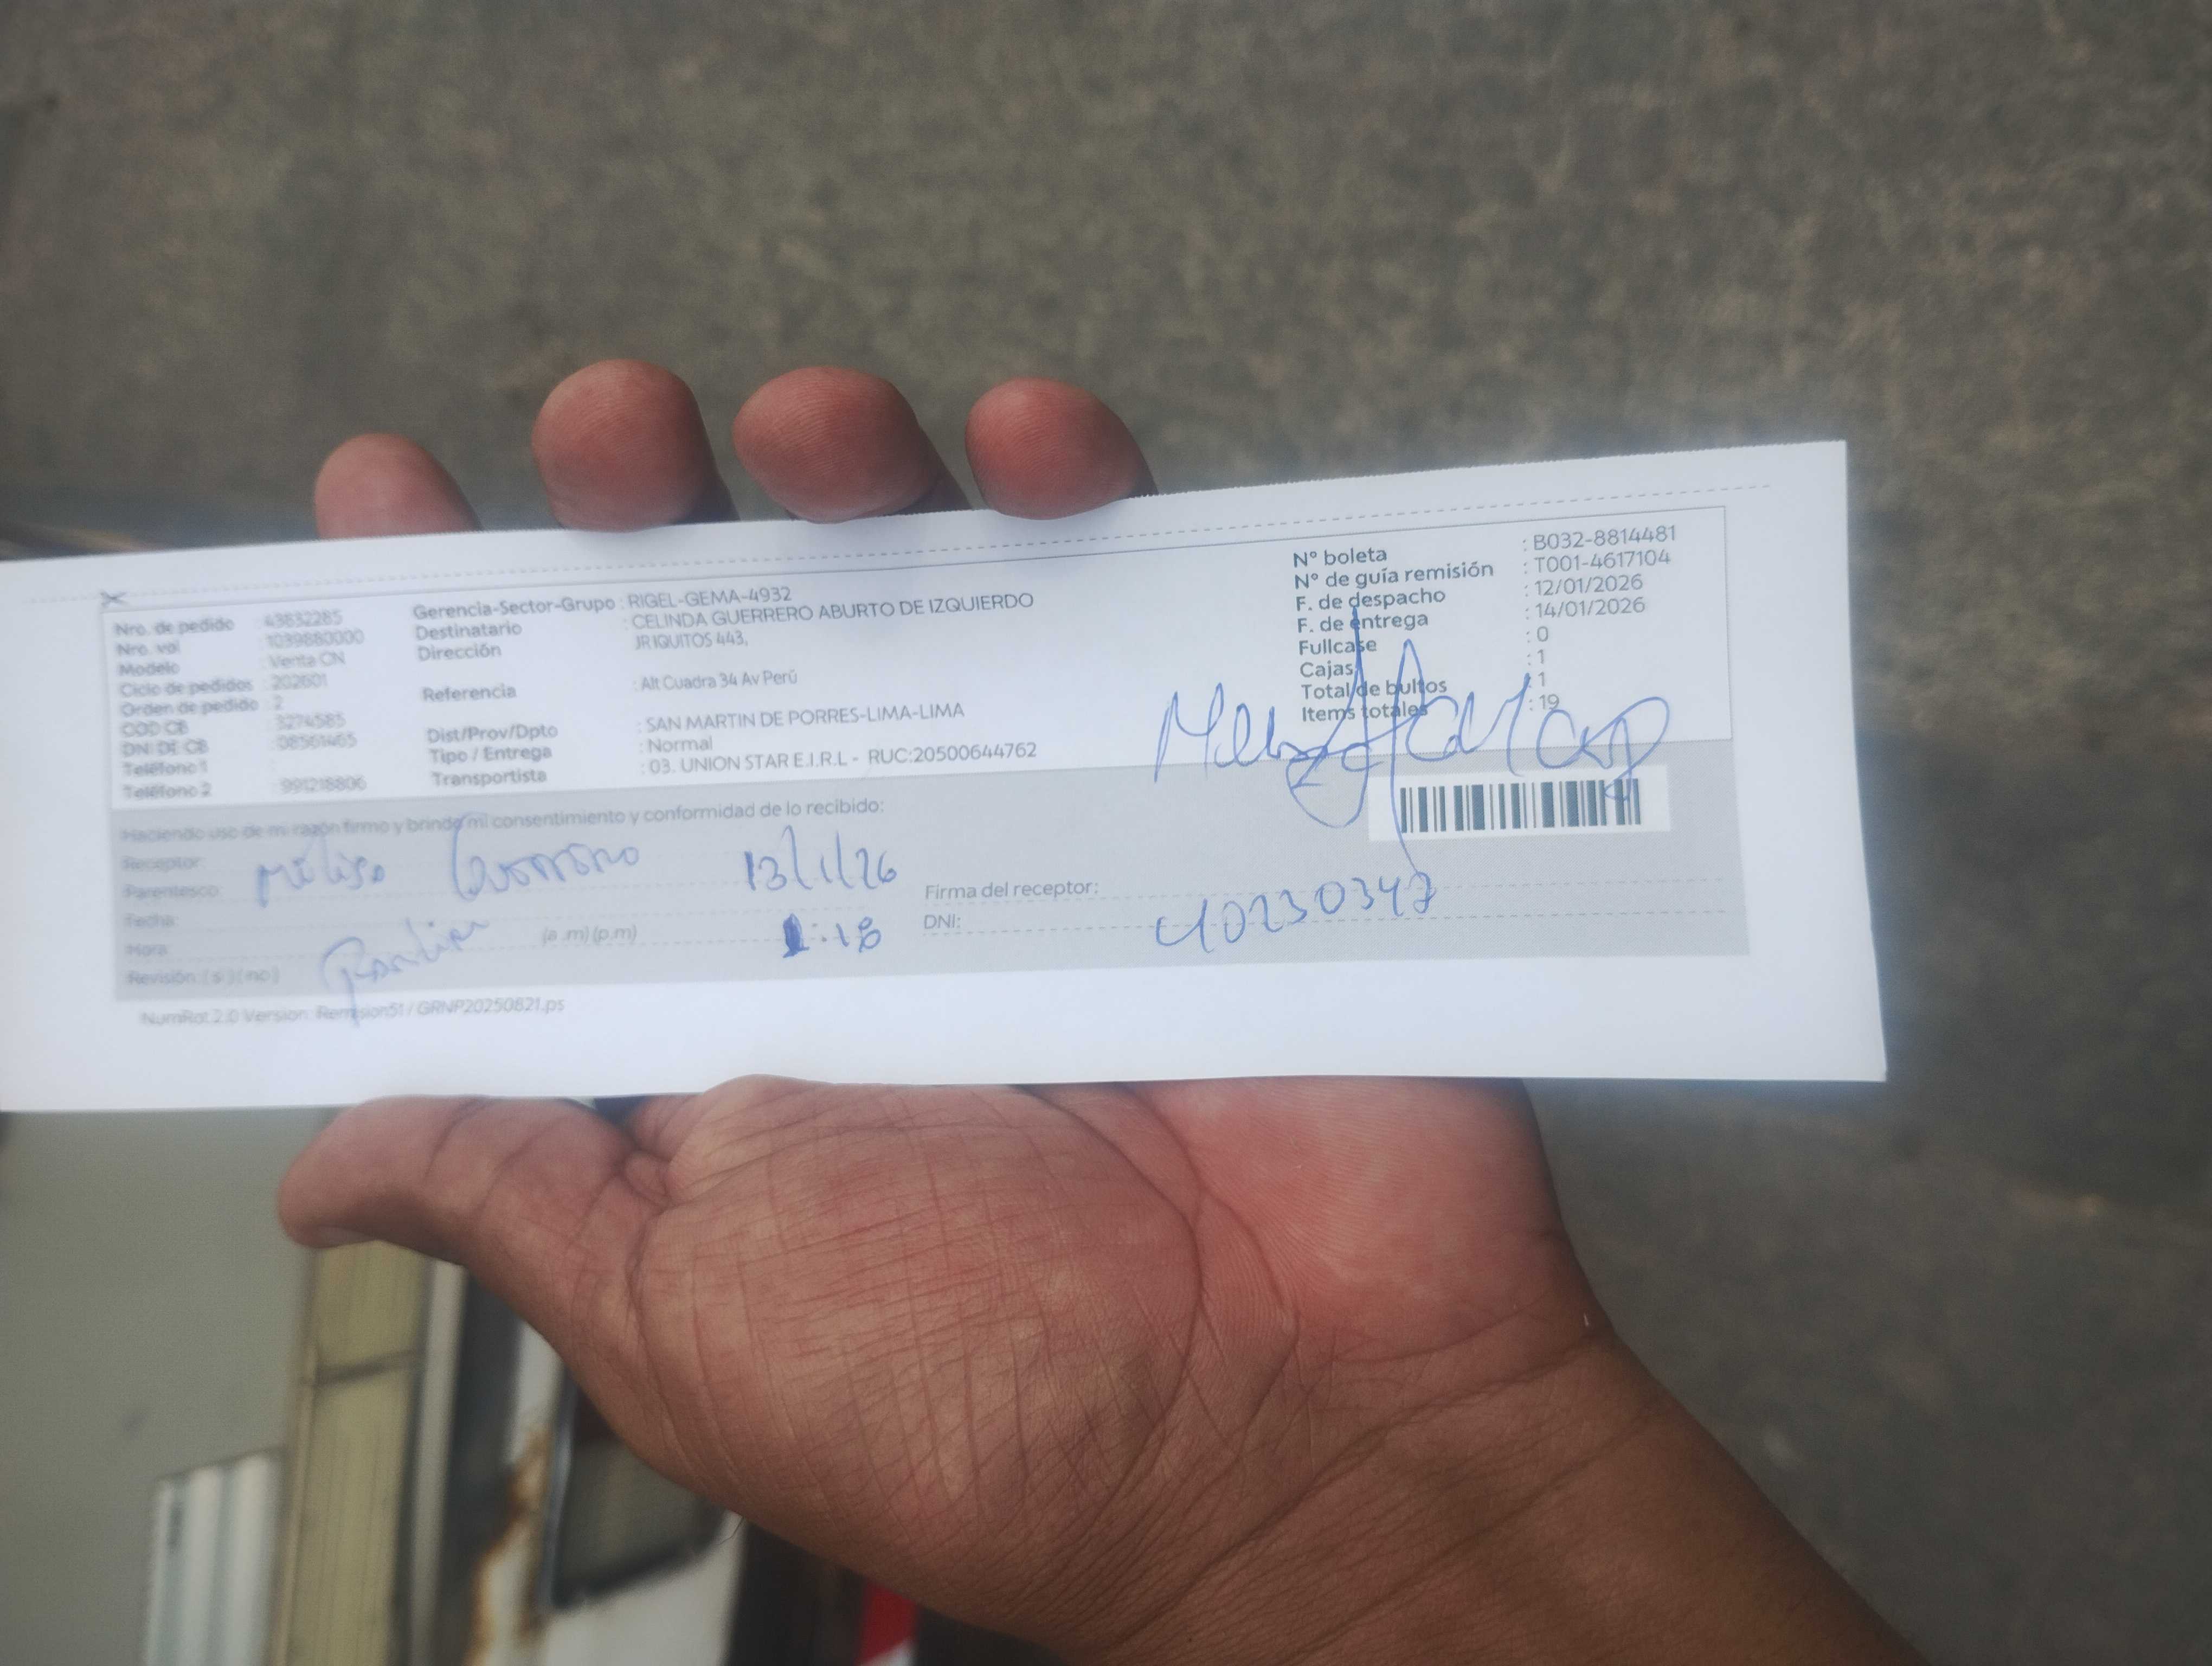 Nro. de pedido : 43832285
Nro. val : 1039880000
Modelo : Venta CN
Ciclo de pedidos : 202601
Orden de pedido : 2
COD CB : 3274585
DNI DE CB : 08561465
Teléfono 1 :
Teléfono 2 : 991218806
Gerencia-Sector-Grupo : RIGEL-GEMA-4932
Destinatario : CELINDA GUERRERO ABURTO DE IZQUIERDO
Dirección JR IQUITOS 443,
Referencia : Alt Cuadra 34 Av Perú
Dist/Prov/Dpto : SAN MARTIN DE PORRES-LIMA-LIMA
Tipo / Entrega : Normal
Transportista : 03. UNION STAR E.I.R.L - RUC:20500644762
N° boleta : B032-8814481
N° de guía remisión : T001-4617104
F. de despacho : 12/01/2026
F. de entrega : 14/01/2026
Fullcase : 0
Cajas : 1
Total de bultos : 1
Items totales : 19
Haciendo uso de mi razón firmo y brindo mi consentimiento y conformidad de lo recibido:
Receptor:
Parentesco:
13/1/26
Fecha:
Hora: (a .m) (p.m) :18
Revisión: ( si ) ( no )
Firma del receptor:
DNI: 40230347
NumRot 2.0 Version: Remision51 / GRNP20250821.ps